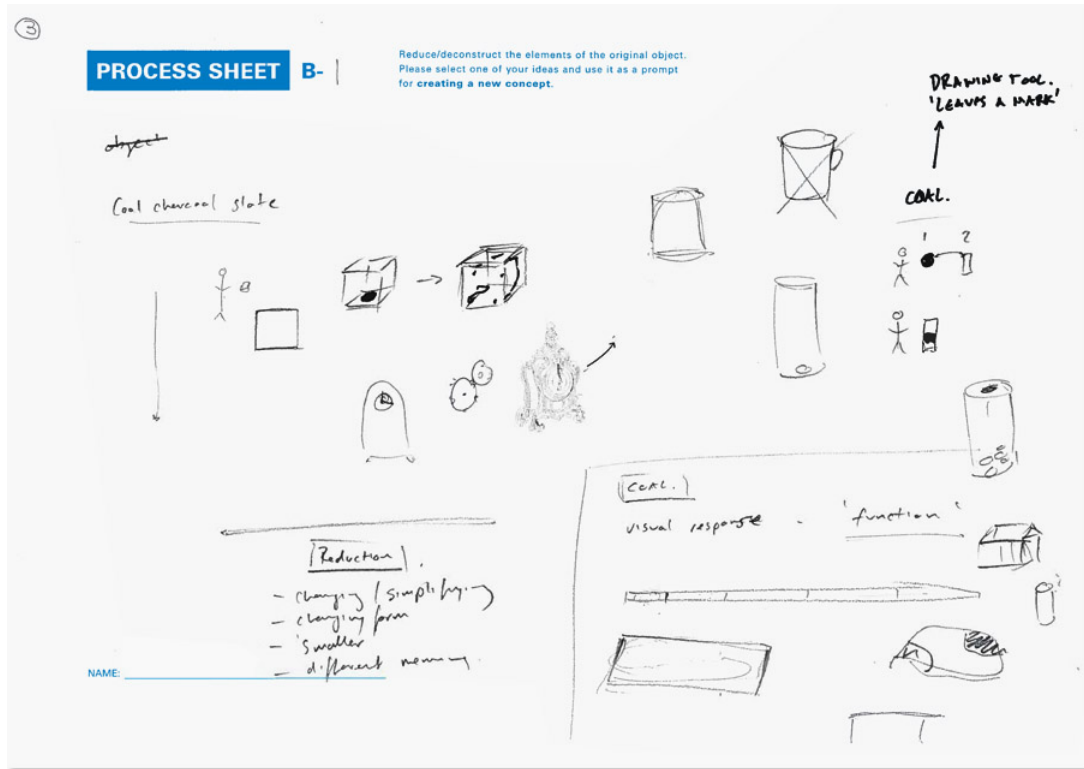 3
PROCESS SHEET B-1
Reduce/deconstruct the elements of the original object.
Please select one of your ideas and use it as a prompt
for creating a new concept.
DRAWING TOOL.
'LEAVES A MARK'
object
Coal charcoal slate
COAL.
1 2
COAL.
visual response - 'function'
Reduction.
- changing / simplifying
- changing form
- smaller
- different meaning.
NAME: